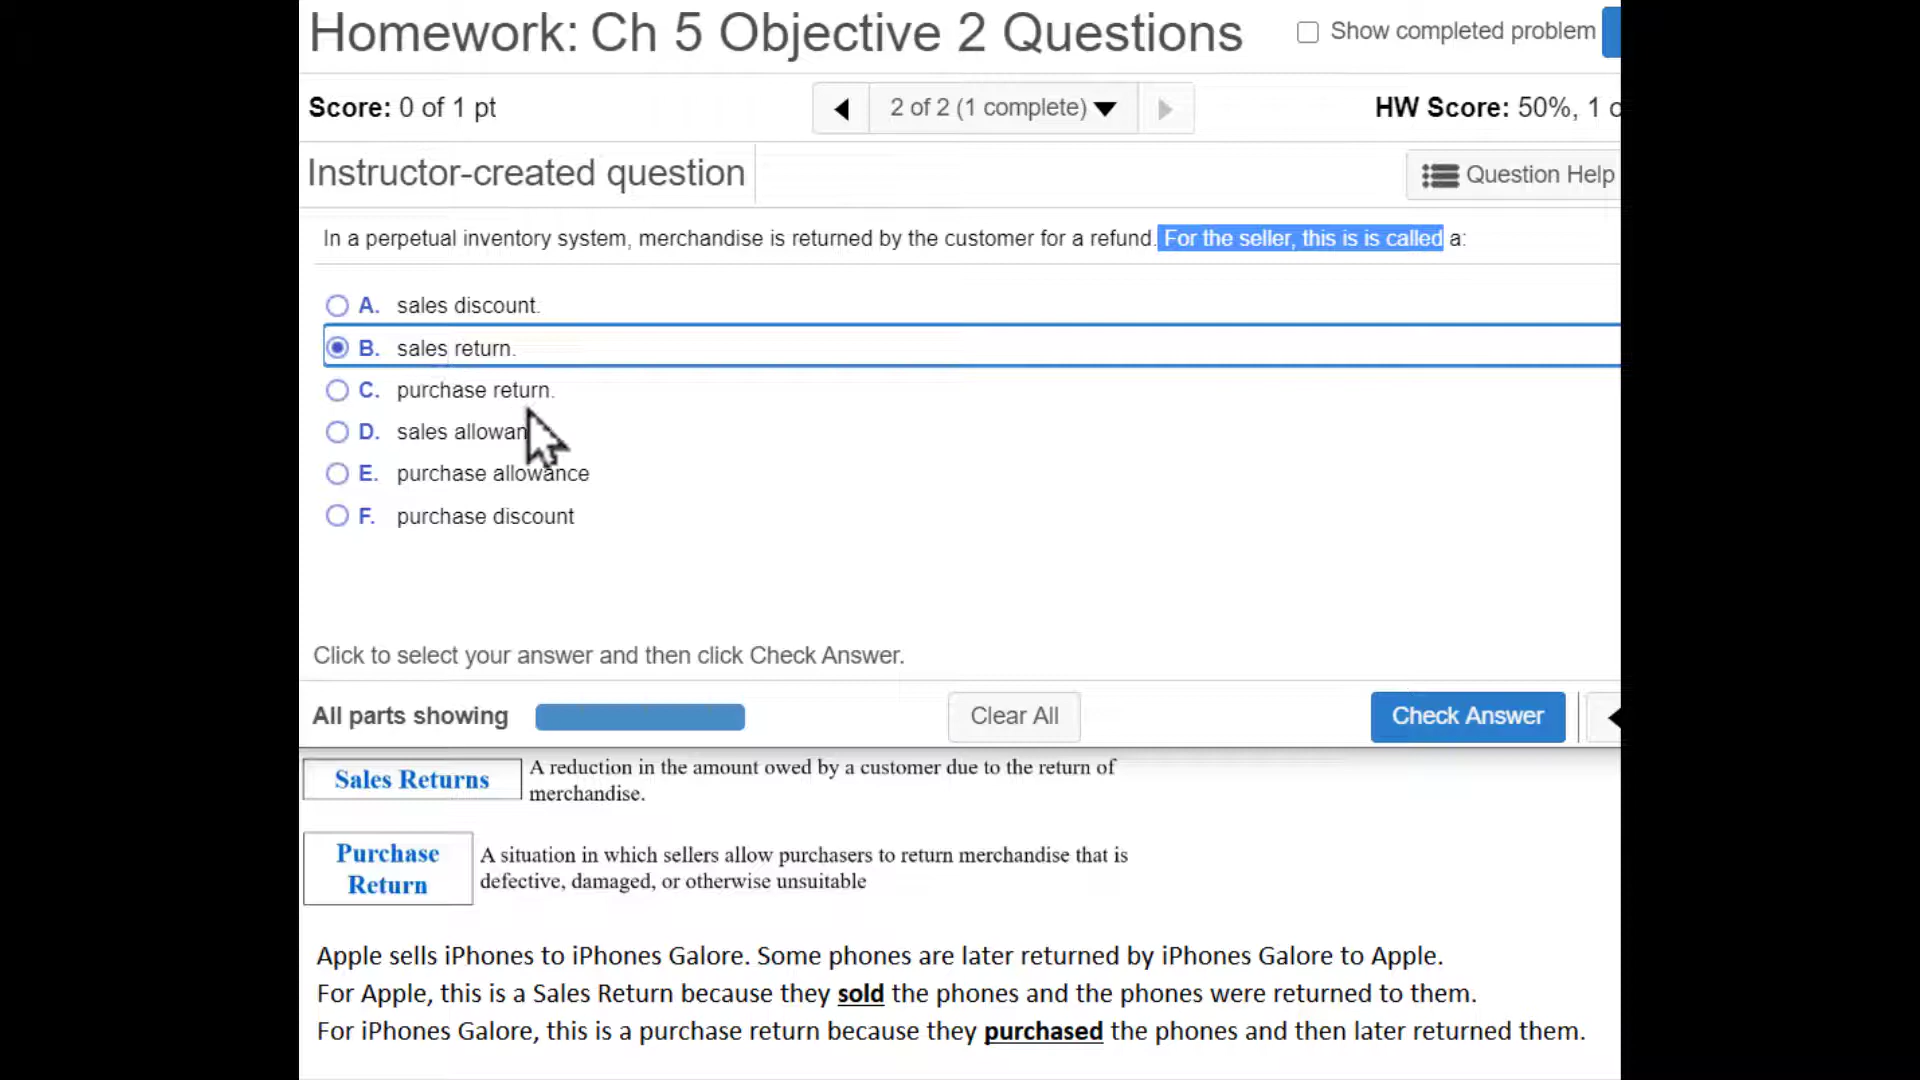 Homework: Ch 5 Objective 2 Questions
Show completed problem
Score: 0 of 1 pt
2 of 2 (1 complete)
HW Score: 50%, 1 o
Instructor-created question
Question Help
In a perpetual inventory system, merchandise is returned by the customer for a refund. For the seller, this is is called a:
A. sales discount.
B. sales return.
C. purchase return.
D. sales allowan
E. purchase allowance
F. purchase discount
Click to select your answer and then click Check Answer.
All parts showing
Clear All
Check Answer
Sales Returns
A reduction in the amount owed by a customer due to the return of
merchandise.
Purchase
Return
A situation in which sellers allow purchasers to return merchandise that is
defective, damaged, or otherwise unsuitable
Apple sells iPhones to iPhones Galore. Some phones are later returned by iPhones Galore to Apple.
For Apple, this is a Sales Return because they sold the phones and the phones were returned to them.
For iPhones Galore, this is a purchase return because they purchased the phones and then later returned them.